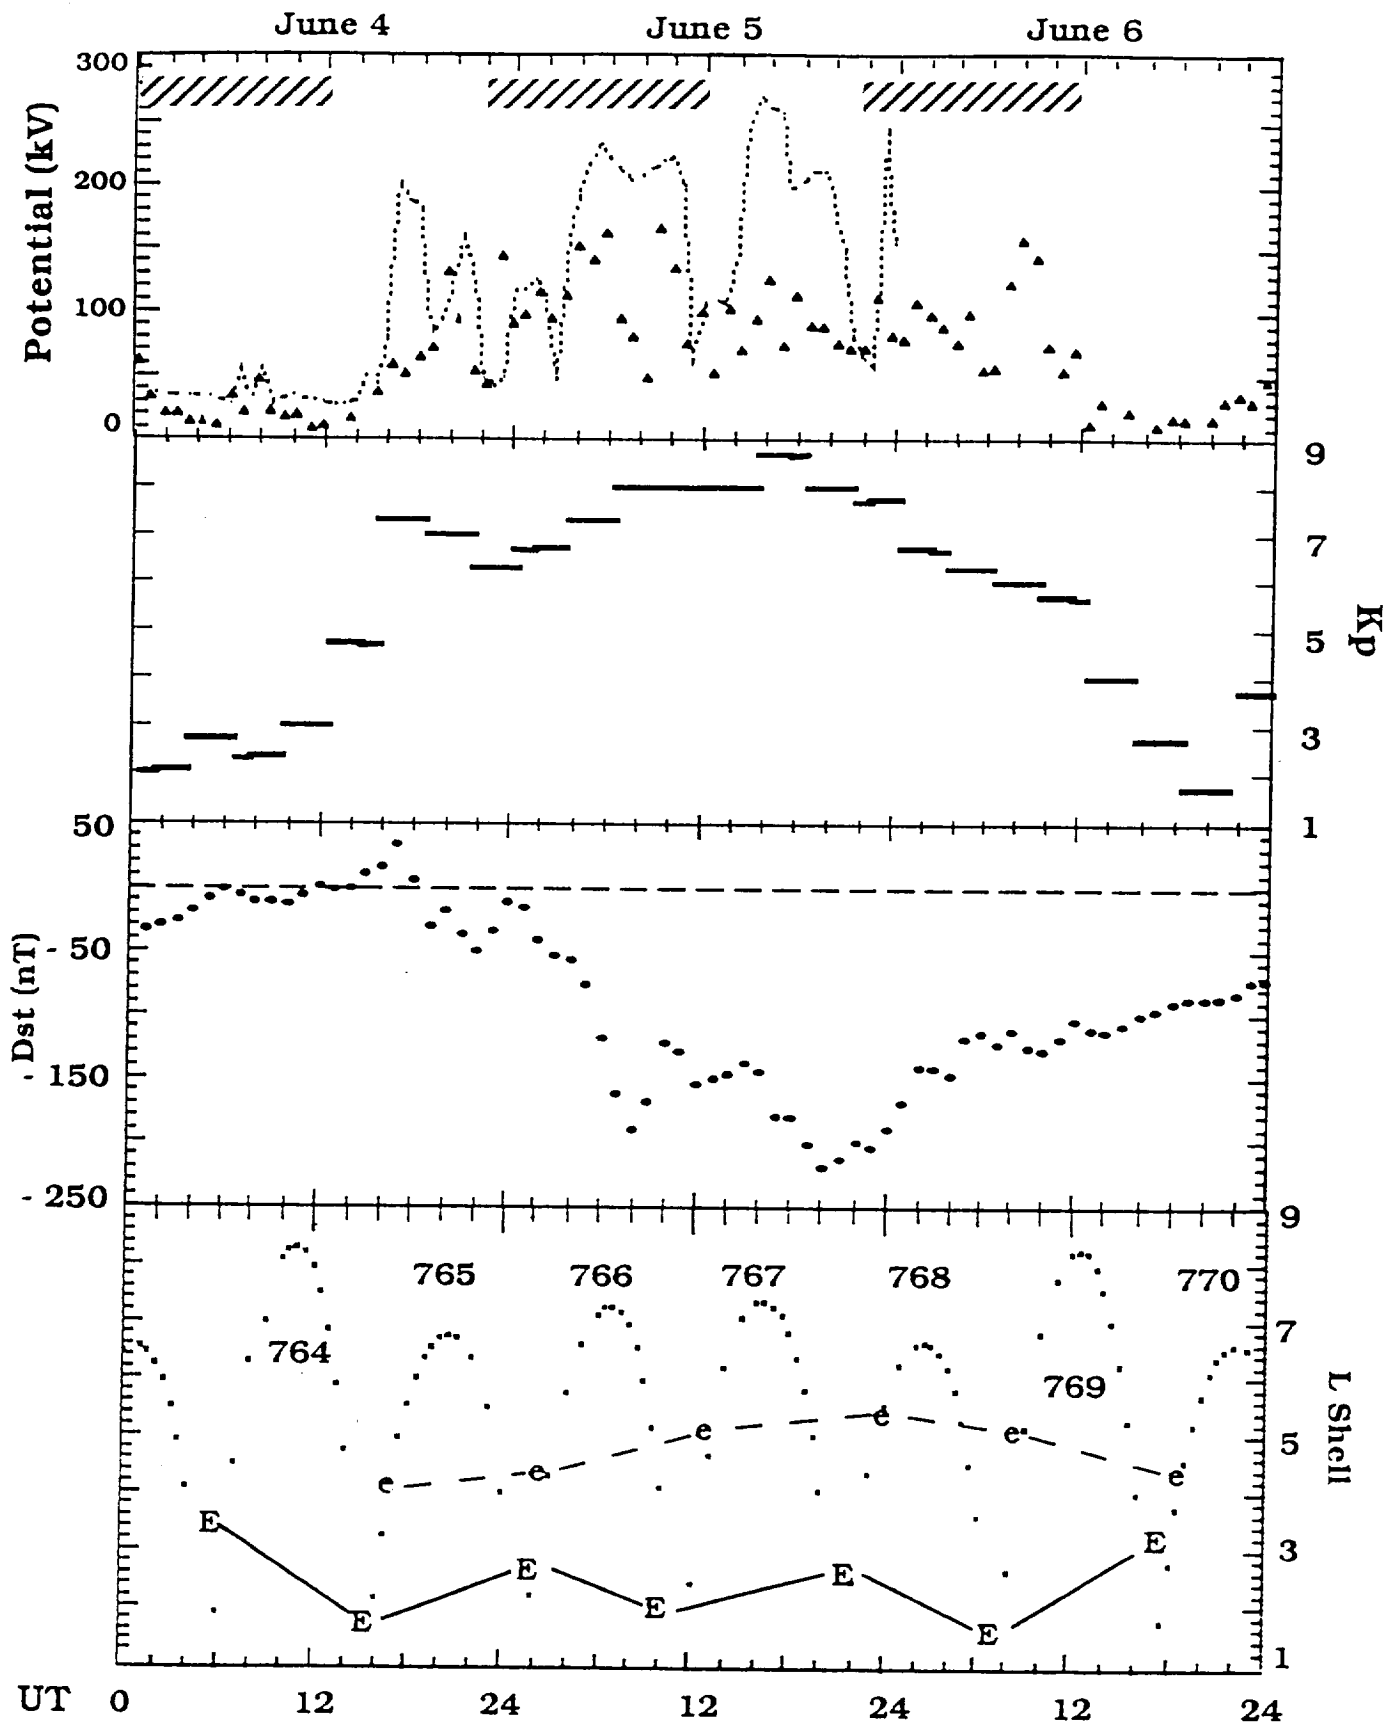 June 4 June 5 June 6
300
200
100
0
Potential (kV)
9
7
5
3
1
Kp
50
- 50
- 150
- 250
Dst (nT)
9
7
5
3
1
L Shell
765 766 767 768 770
764
769
e e e e e e
E E E E E E E
UT 0 12 24 12 24 12 24